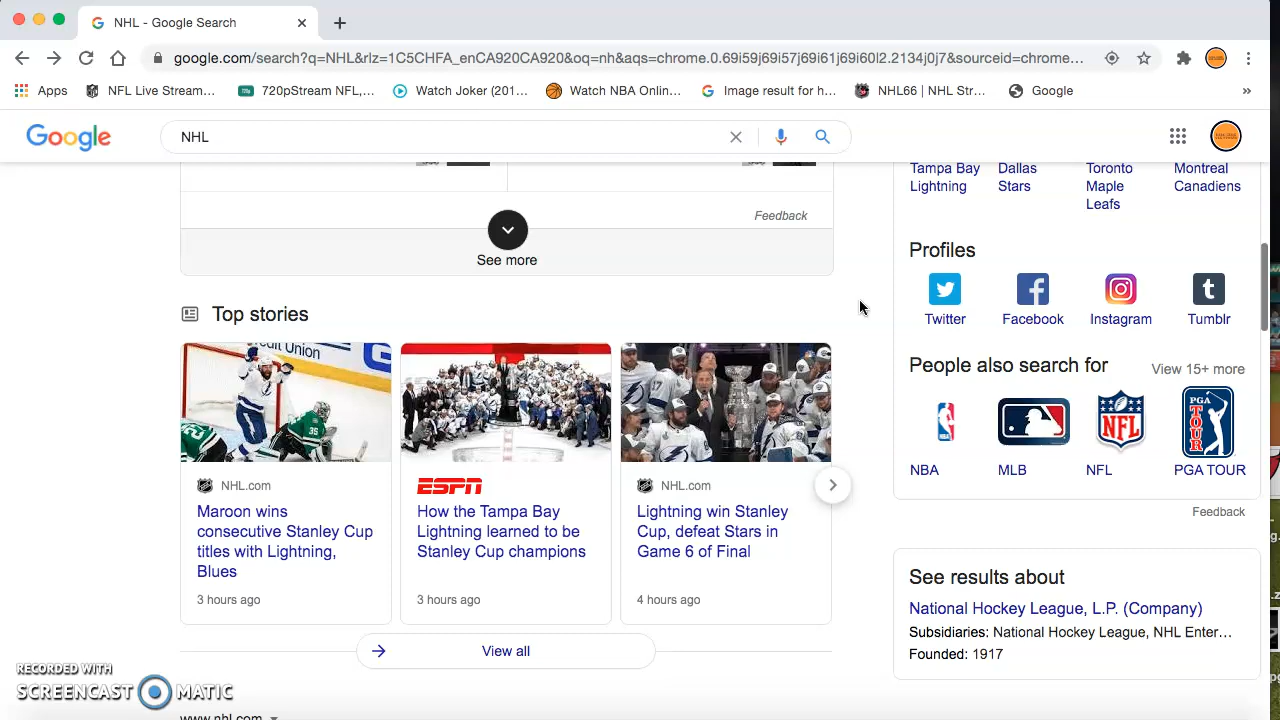 NHL - Google Search
google.com/search?q=NHL&rlz=1C5CHFA_enCA920CA920&oq=nh&aqs=chrome.0.69i59j69i57j69i61j69i60l2.2134j0j7&sourceid=chrome…
Apps NFL Live Stream… 720pStream NFL,… Watch Joker (201… Watch NBA Onlin… Image result for h… NHL66 | NHL Str… Google »
Google NHL
Feedback
See more
Top stories
Credit Union
35
NHL.com
Maroon wins
consecutive Stanley Cup
titles with Lightning,
Blues
3 hours ago
ESPN
How the Tampa Bay
Lightning learned to be
Stanley Cup champions
3 hours ago
NHL.com
Lightning win Stanley
Cup, defeat Stars in
Game 6 of Final
4 hours ago
View all
www.nhl.com
Tampa Bay
Lightning
Dallas
Stars
Toronto
Maple
Leafs
Montreal
Canadiens
Profiles
Twitter Facebook Instagram Tumblr
People also search for View 15+ more
NBA
NFL
PGA
TOUR
NBA MLB NFL PGA TOUR
Feedback
See results about
National Hockey League, L.P. (Company)
Subsidiaries: National Hockey League, NHL Enter…
Founded: 1917
RECORDED WITH
SCREENCAST MATIC